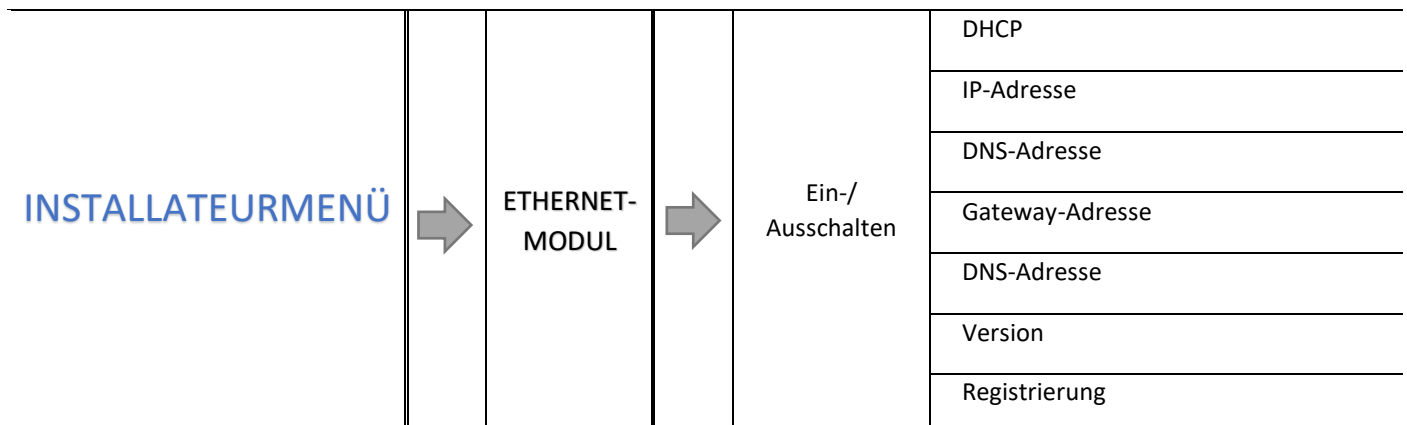 INSTALLATEURMENÜ
ETHERNET-
MODUL
Ein-/
Ausschalten
DHCP
IP-Adresse
DNS-Adresse
Gateway-Adresse
DNS-Adresse
Version
Registrierung